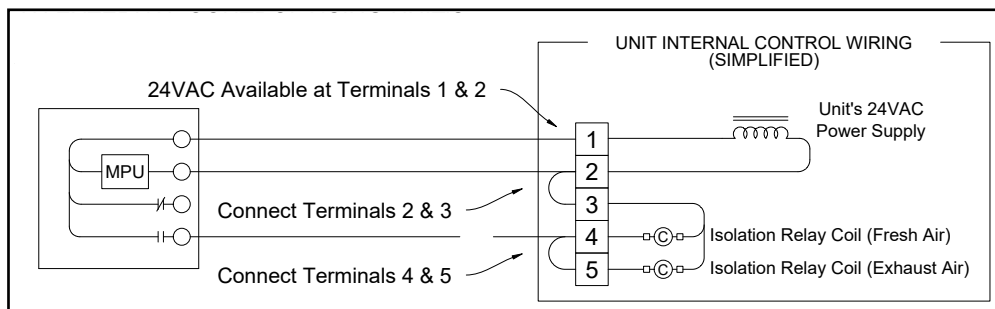 UNIT INTERNAL CONTROL WIRING
(SIMPLIFIED)
24VAC Available at Terminals 1 & 2
Unit's 24VAC
Power Supply
1
MPU
2
Connect Terminals 2 & 3
3
4
Isolation Relay Coil (Fresh Air)
C
Connect Terminals 4 & 5
5
Isolation Relay Coil (Exhaust Air)
C